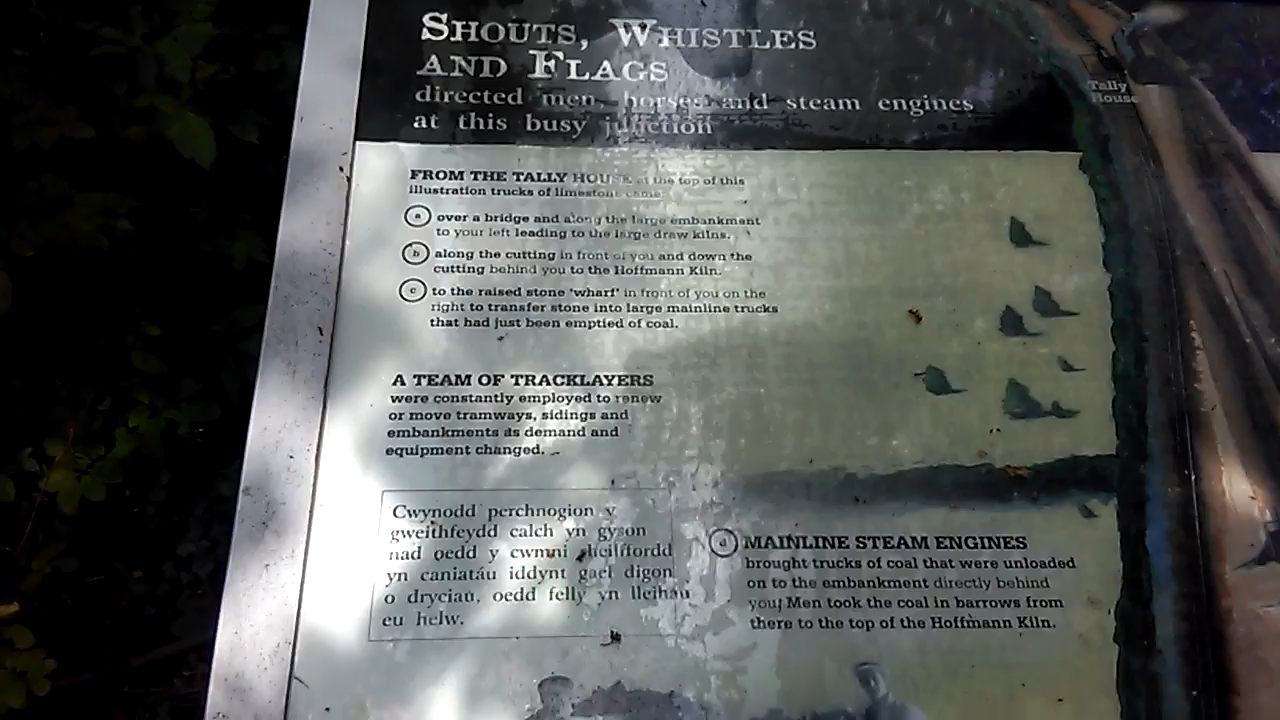 SHOUTS, WHISTLES
AND FLAGS
directed men, horses and steam engines
at this busy junction
Tally
House
FROM THE TALLY HOUSE at the top of this
illustration trucks of limestone came:
a over a bridge and along the large embankment
to your left leading to the large draw kilns.
b along the cutting in front of you and down the
cutting behind you to the Hoffmann Kiln.
c to the raised stone 'wharf' in front of you on the
right to transfer stone into large mainline trucks
that had just been emptied of coal.
A TEAM OF TRACKLAYERS
were constantly employed to renew
or move tramways, sidings and
embankments as demand and
equipment changed.
Cwynodd perchnogion y
gweithfeydd calch yn gyson
nad oedd y cwmni rheilffordd
yn caniatáu iddynt gael digon
o dryciau, oedd felly yn lleihau
eu helw.
d MAINLINE STEAM ENGINES
brought trucks of coal that were unloaded
on to the embankment directly behind
you. Men took the coal in barrows from
there to the top of the Hoffmann Kiln.